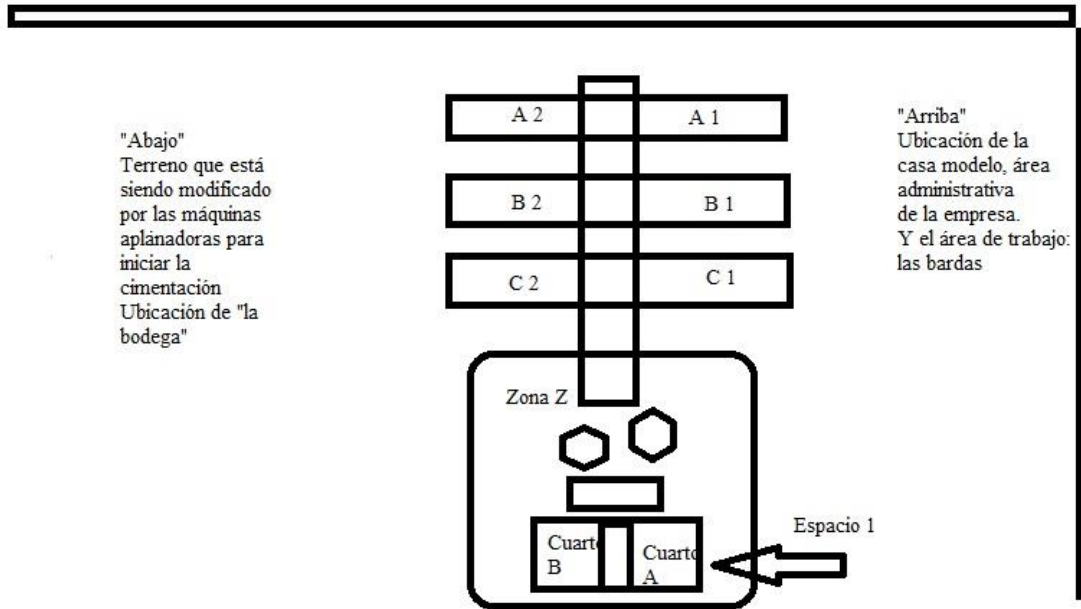 "Abajo"
Terreno que está
siendo modificado
por las máquinas
aplanadoras para
iniciar la
cimentación
Ubicación de "la
bodega"
A 2
A 1
B 2
B 1
C 2
C 1
"Arriba"
Ubicación de la
casa modelo, área
administrativa
de la empresa.
Y el área de trabajo:
las bardas
Zona Z
Espacio 1
Cuarto
B
Cuarto
A